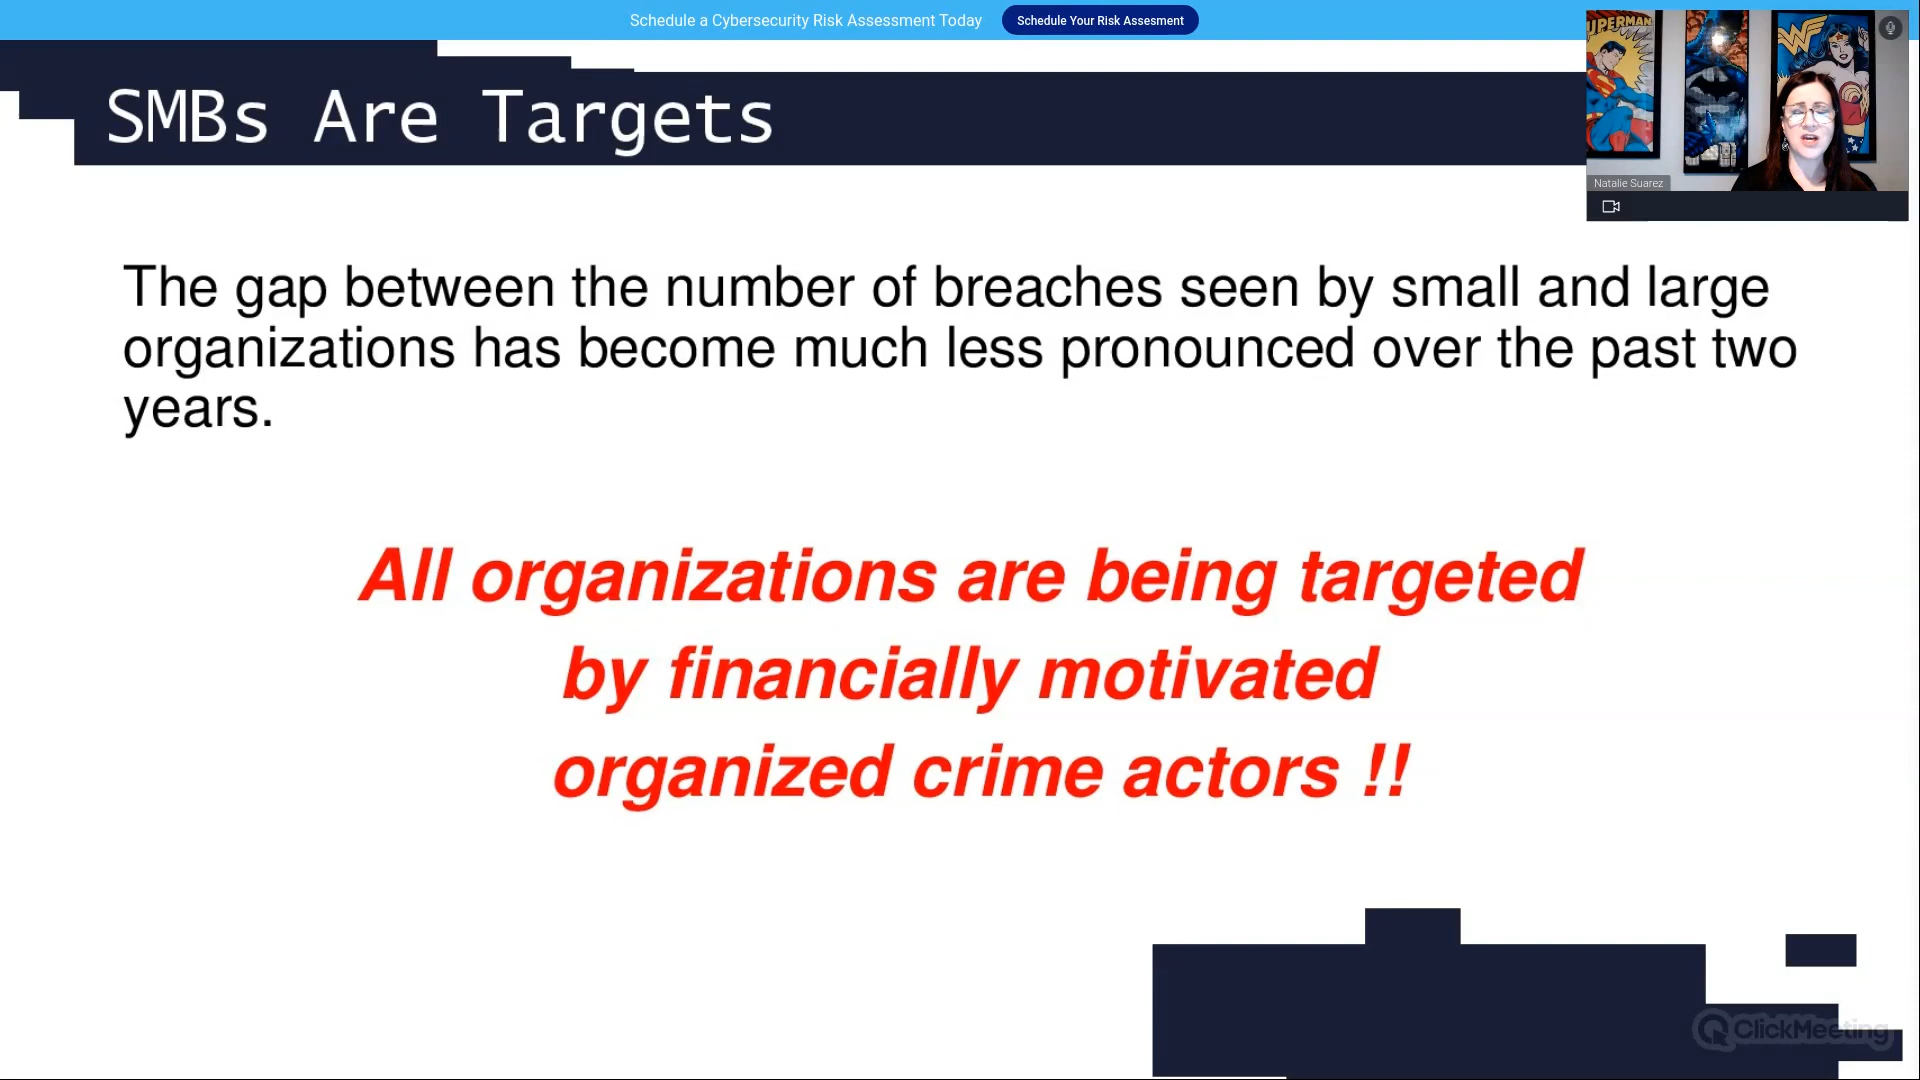 Schedule a Cybersecurity Risk Assessment Today
Schedule Your Risk Assesment
SUPERMAN
W
Natalie Suarez
SMBs Are Targets
The gap between the number of breaches seen by small and large
organizations has become much less pronounced over the past two
years.
All organizations are being targeted
by financially motivated
organized crime actors !!
ClickMeeting